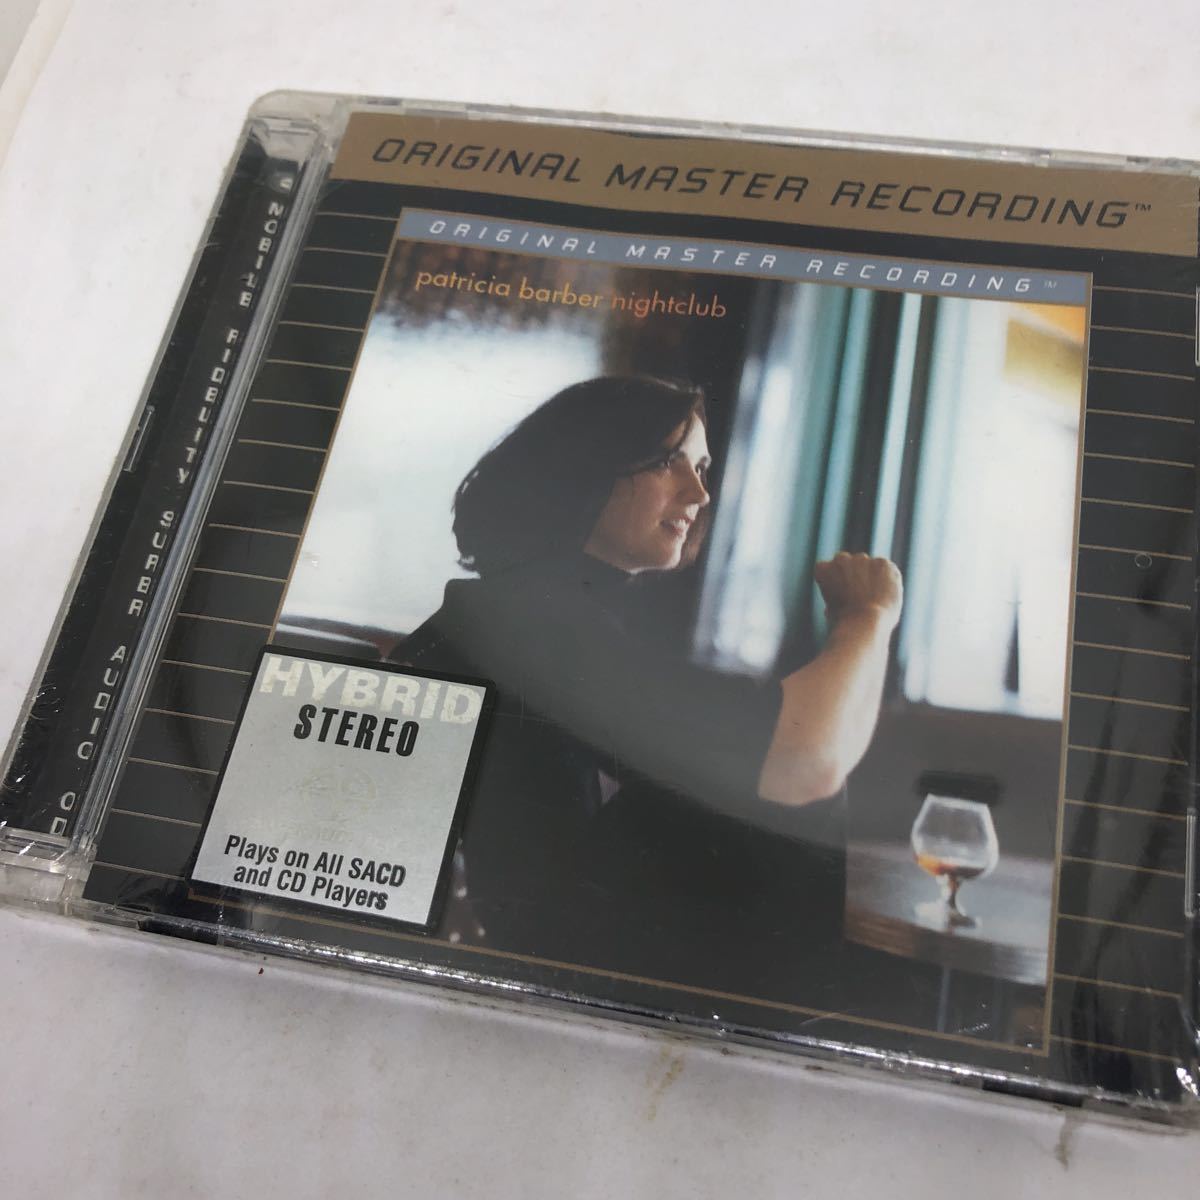 ORIGINAL MASTER RECORDING™
ORIGINAL MASTER RECORDING™
patricia barber nightclub
MOBILE FIDELITY SUPER AUDIO CD
HYBRID
STEREO
Plays on All SACD
and CD Players